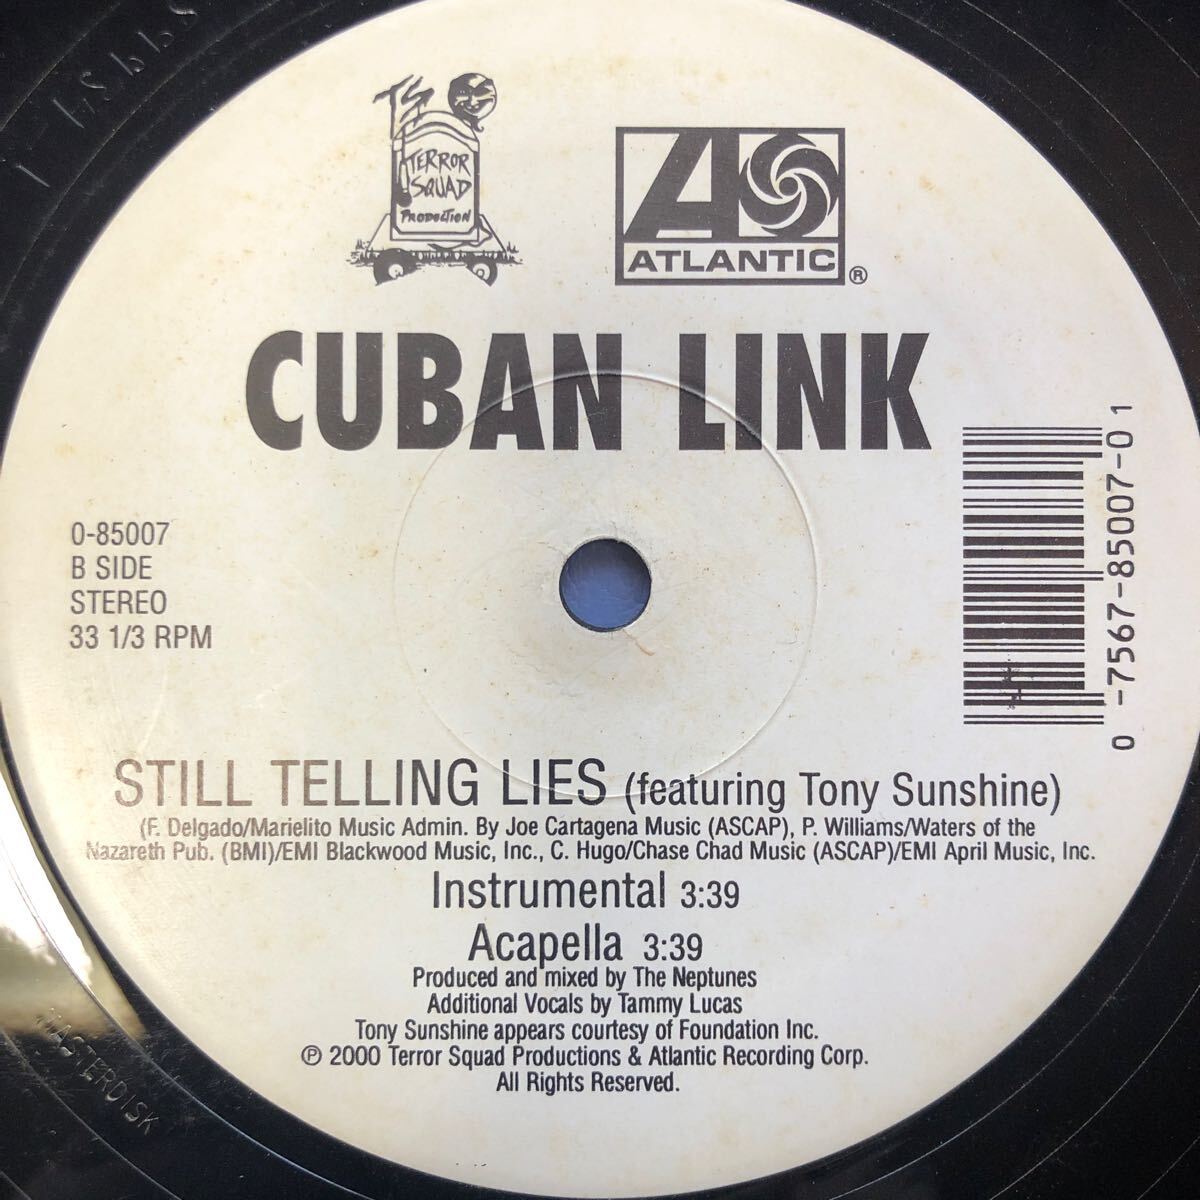 TS
TERROR
SQUAD
PRODUCTION
ATLANTIC®
CUBAN LINK
0-85007
B SIDE
STEREO
33 1/3 RPM
0 -7567-85007-0 1
STILL TELLING LIES (featuring Tony Sunshine)
(F. Delgado/Marielito Music Admin. By Joe Cartagena Music (ASCAP), P. Williams/Waters of the
Nazareth Pub. (BMI)/EMI Blackwood Music, Inc., C. Hugo/Chase Chad Music (ASCAP)/EMI April Music, Inc.
Instrumental 3:39
Acapella 3:39
Produced and mixed by The Neptunes
Additional Vocals by Tammy Lucas
Tony Sunshine appears courtesy of Foundation Inc.
℗ 2000 Terror Squad Productions & Atlantic Recording Corp.
All Rights Reserved.
MASTERDISK